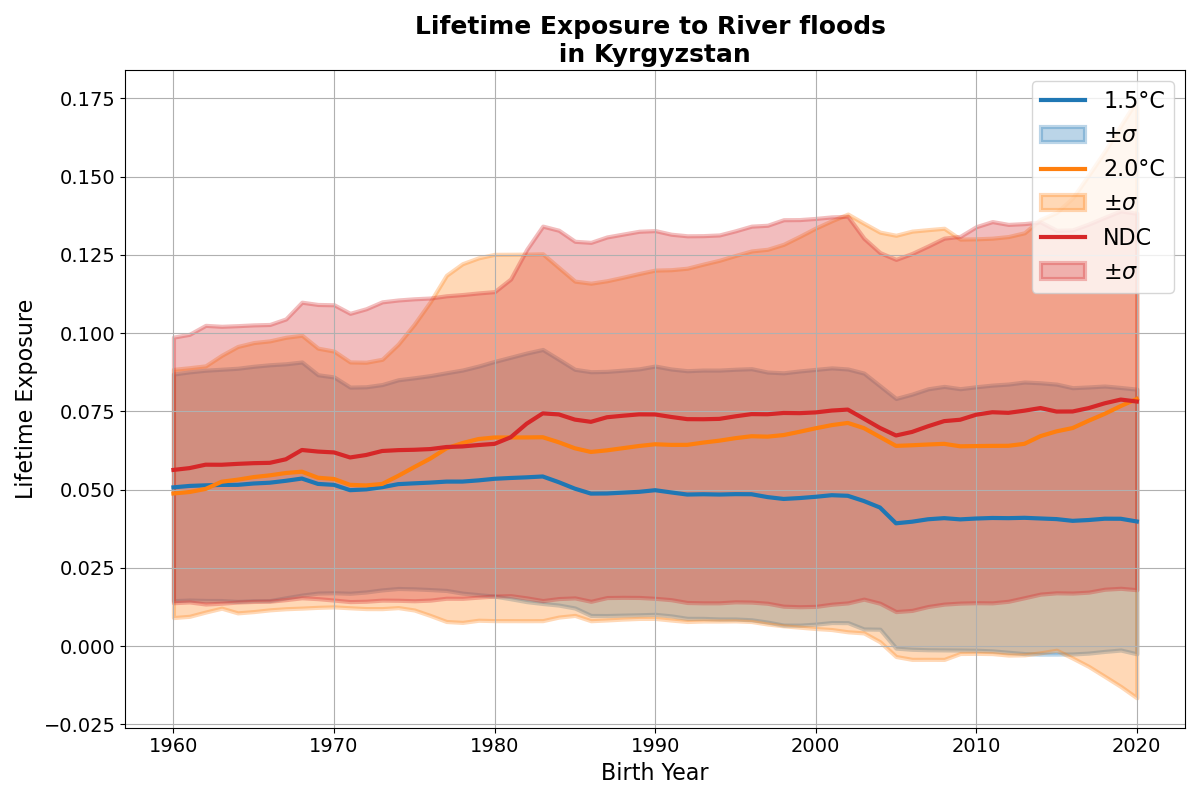 Lifetime Exposure to River floods
in Kyrgyzstan
0.175
0.150
0.125
0.100
0.075
0.050
0.025
0.000
−0.025
Lifetime Exposure
1960
1970
1980
1990
2000
2010
2020
Birth Year
1.5°C
±σ
2.0°C
±σ
NDC
±σ